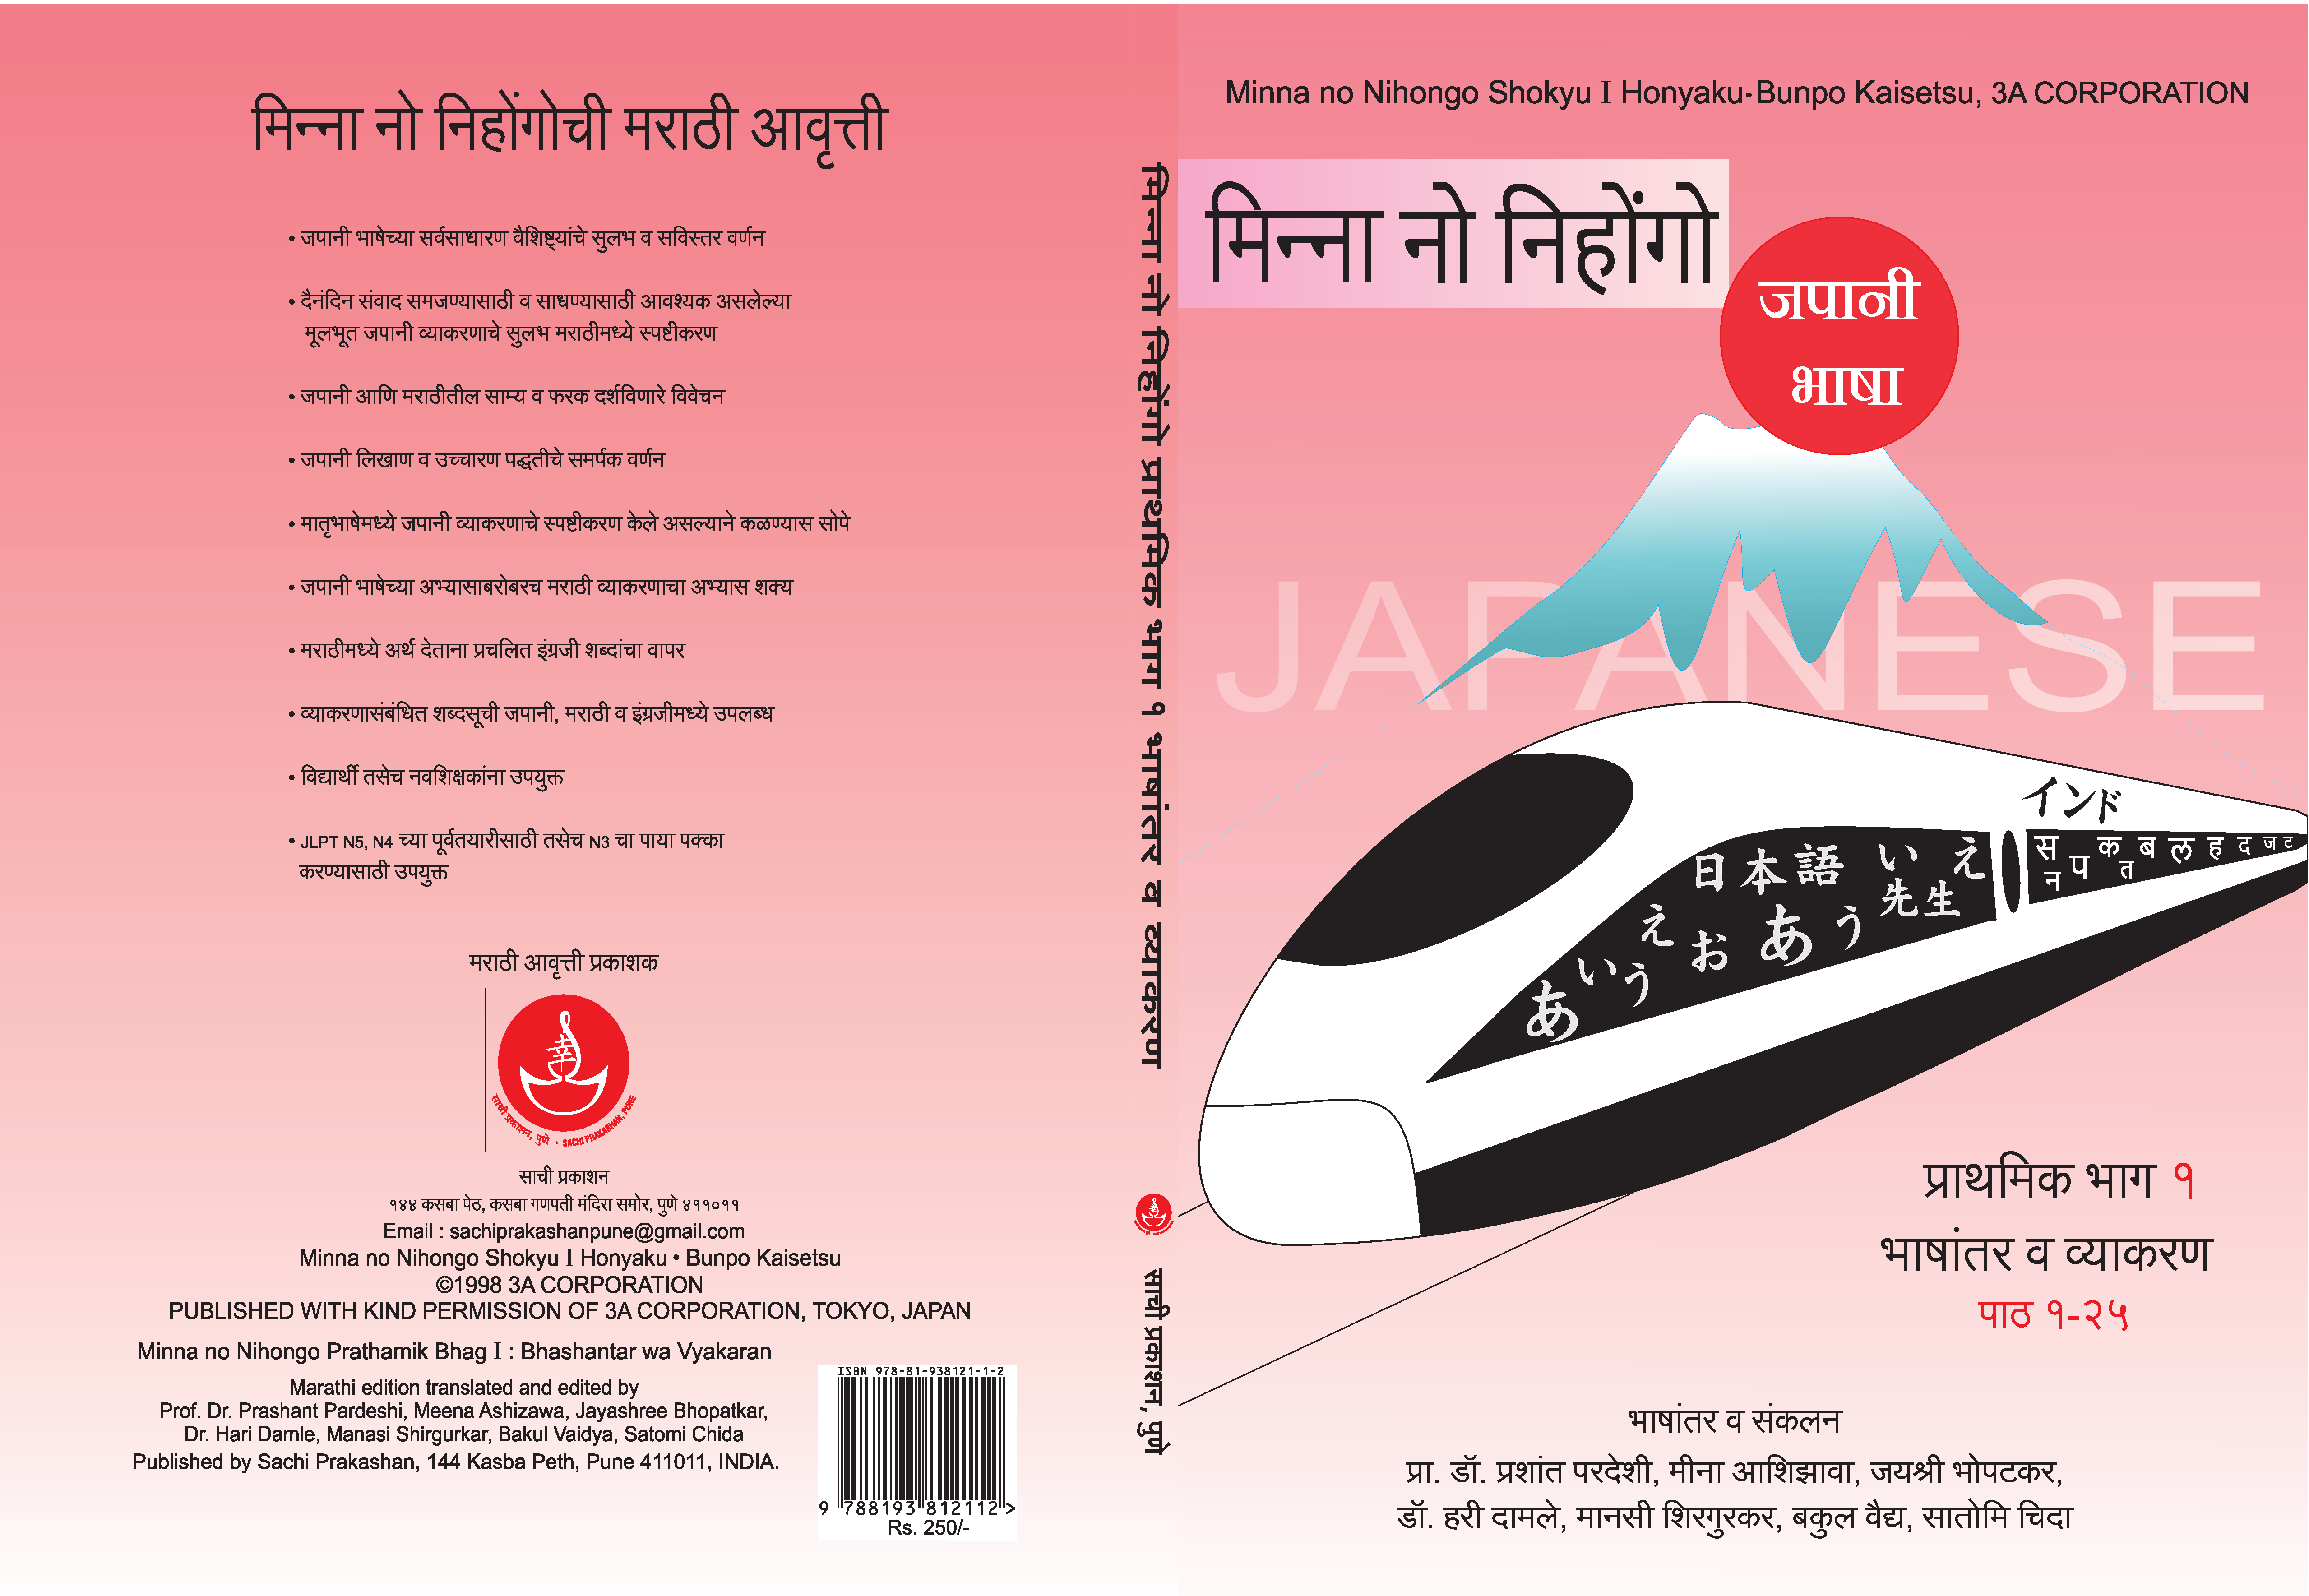 मिन्ना नो निहोंगोची मराठी आवृत्ती
• जपानी भाषेच्या सर्वसाधारण वैशिष्ट्यांचे सुलभ व सविस्तर वर्णन
• दैनंदिन संवाद समजण्यासाठी व साधण्यासाठी आवश्यक असलेल्या
मूलभूत जपानी व्याकरणाचे सुलभ मराठीमध्ये स्पष्टीकरण
• जपानी आणि मराठीतील साम्य व फरक दर्शविणारे विवेचन
• जपानी लिखाण व उच्चारण पद्धतीचे समर्पक वर्णन
• मातृभाषेमध्ये जपानी व्याकरणाचे स्पष्टीकरण केले असल्याने कळण्यास सोपे
• जपानी भाषेच्या अभ्यासाबरोबरच मराठी व्याकरणाचा अभ्यास शक्य
• मराठीमध्ये अर्थ देताना प्रचलित इंग्रजी शब्दांचा वापर
• व्याकरणासंबंधित शब्दसूची जपानी, मराठी व इंग्रजीमध्ये उपलब्ध
• विद्यार्थी तसेच नवशिक्षकांना उपयुक्त
• JLPT N5, N4 च्या पूर्वतयारीसाठी तसेच N3 चा पाया पक्का
करण्यासाठी उपयुक्त
मराठी आवृत्ती प्रकाशक
幸
साची प्रकाशन, पुणे • SACHI PRAKASHAN, PUNE
साची प्रकाशन
१४४ कसबा पेठ, कसबा गणपती मंदिरा समोर, पुणे ४११०११
Email : sachiprakashanpune@gmail.com
Minna no Nihongo Shokyu I Honyaku • Bunpo Kaisetsu
©1998 3A CORPORATION
PUBLISHED WITH KIND PERMISSION OF 3A CORPORATION, TOKYO, JAPAN
Minna no Nihongo Prathamik Bhag I : Bhashantar wa Vyakaran
Marathi edition translated and edited by
Prof. Dr. Prashant Pardeshi, Meena Ashizawa, Jayashree Bhopatkar,
Dr. Hari Damle, Manasi Shirgurkar, Bakul Vaidya, Satomi Chida
Published by Sachi Prakashan, 144 Kasba Peth, Pune 411011, INDIA.
ISBN 978-81-938121-1-2
9 788193 812112 >
Rs. 250/-
मिन्ना नो निहोंगो प्राथमिक भाग १ भाषांतर व व्याकरण
साची प्रकाशन, पुणे
Minna no Nihongo Shokyu I Honyaku•Bunpo Kaisetsu, 3A CORPORATION
मिन्ना नो निहोंगो
जपानी
भाषा
JAPANESE
インド
स प क ब ल ह द ज ट
न त
日本語 い え
先生
え お あ う
あ い う
प्राथमिक भाग १
भाषांतर व व्याकरण
पाठ १-२५
भाषांतर व संकलन
प्रा. डॉ. प्रशांत परदेशी, मीना आशिझावा, जयश्री भोपटकर,
डॉ. हरी दामले, मानसी शिरगुरकर, बकुल वैद्य, सातोमि चिदा